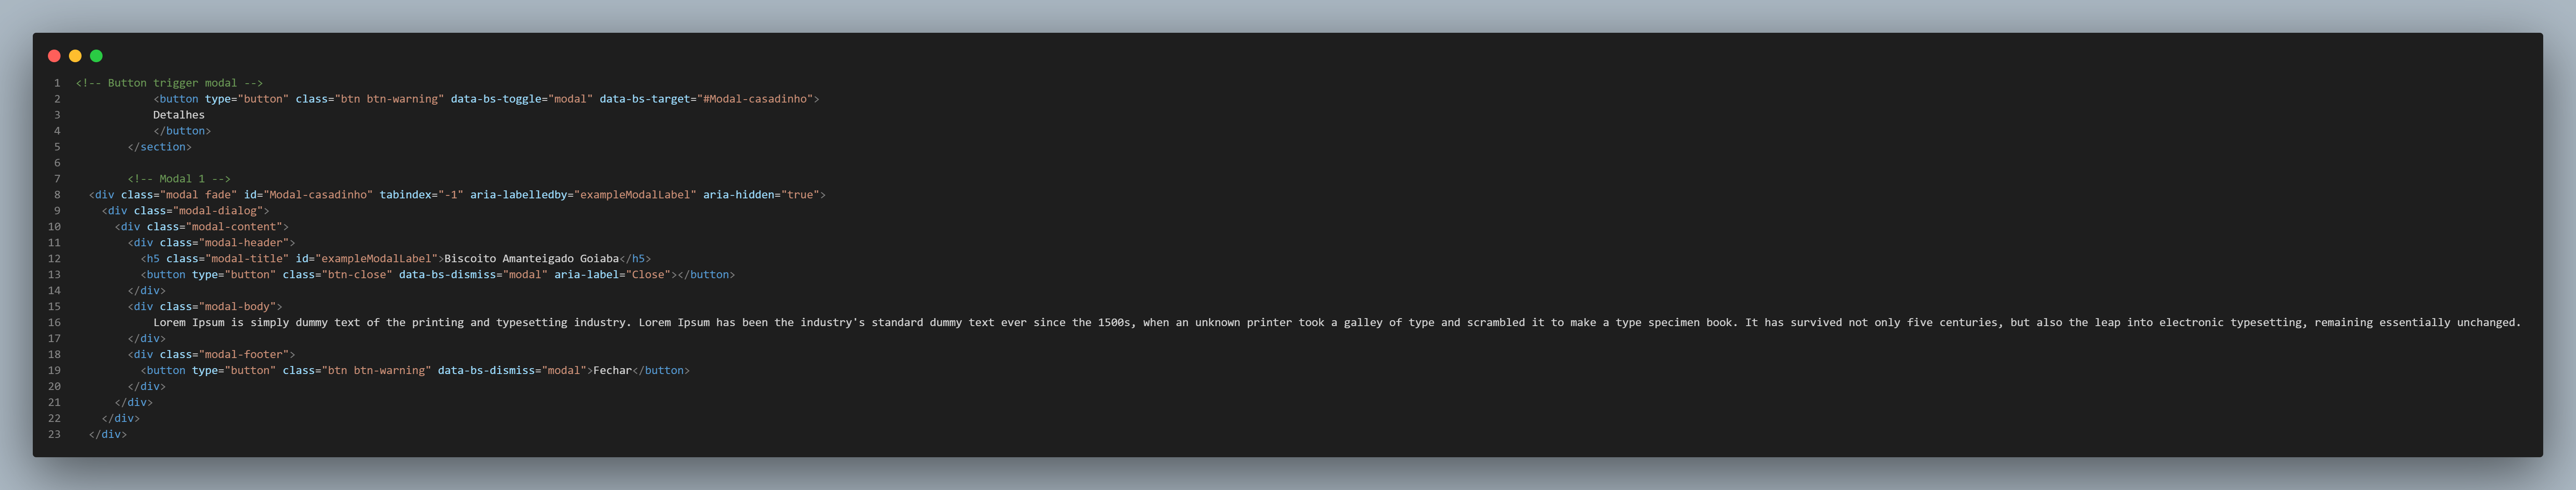 1 <!-- Button trigger modal -->
2 <button type="button" class="btn btn-warning" data-bs-toggle="modal" data-bs-target="#Modal-casadinho">
3 Detalhes
4 </button>
5 </section>
6
7 <!-- Modal 1 -->
8 <div class="modal fade" id="Modal-casadinho" tabindex="-1" aria-labelledby="exampleModalLabel" aria-hidden="true">
9 <div class="modal-dialog">
10 <div class="modal-content">
11 <div class="modal-header">
12 <h5 class="modal-title" id="exampleModalLabel">Biscoito Amanteigado Goiaba</h5>
13 <button type="button" class="btn-close" data-bs-dismiss="modal" aria-label="Close"></button>
14 </div>
15 <div class="modal-body">
16 Lorem Ipsum is simply dummy text of the printing and typesetting industry. Lorem Ipsum has been the industry's standard dummy text ever since the 1500s, when an unknown printer took a galley of type and scrambled it to make a type specimen book. It has survived not only five centuries, but also the leap into electronic typesetting, remaining essentially unchanged.
17 </div>
18 <div class="modal-footer">
19 <button type="button" class="btn btn-warning" data-bs-dismiss="modal">Fechar</button>
20 </div>
21 </div>
22 </div>
23 </div>